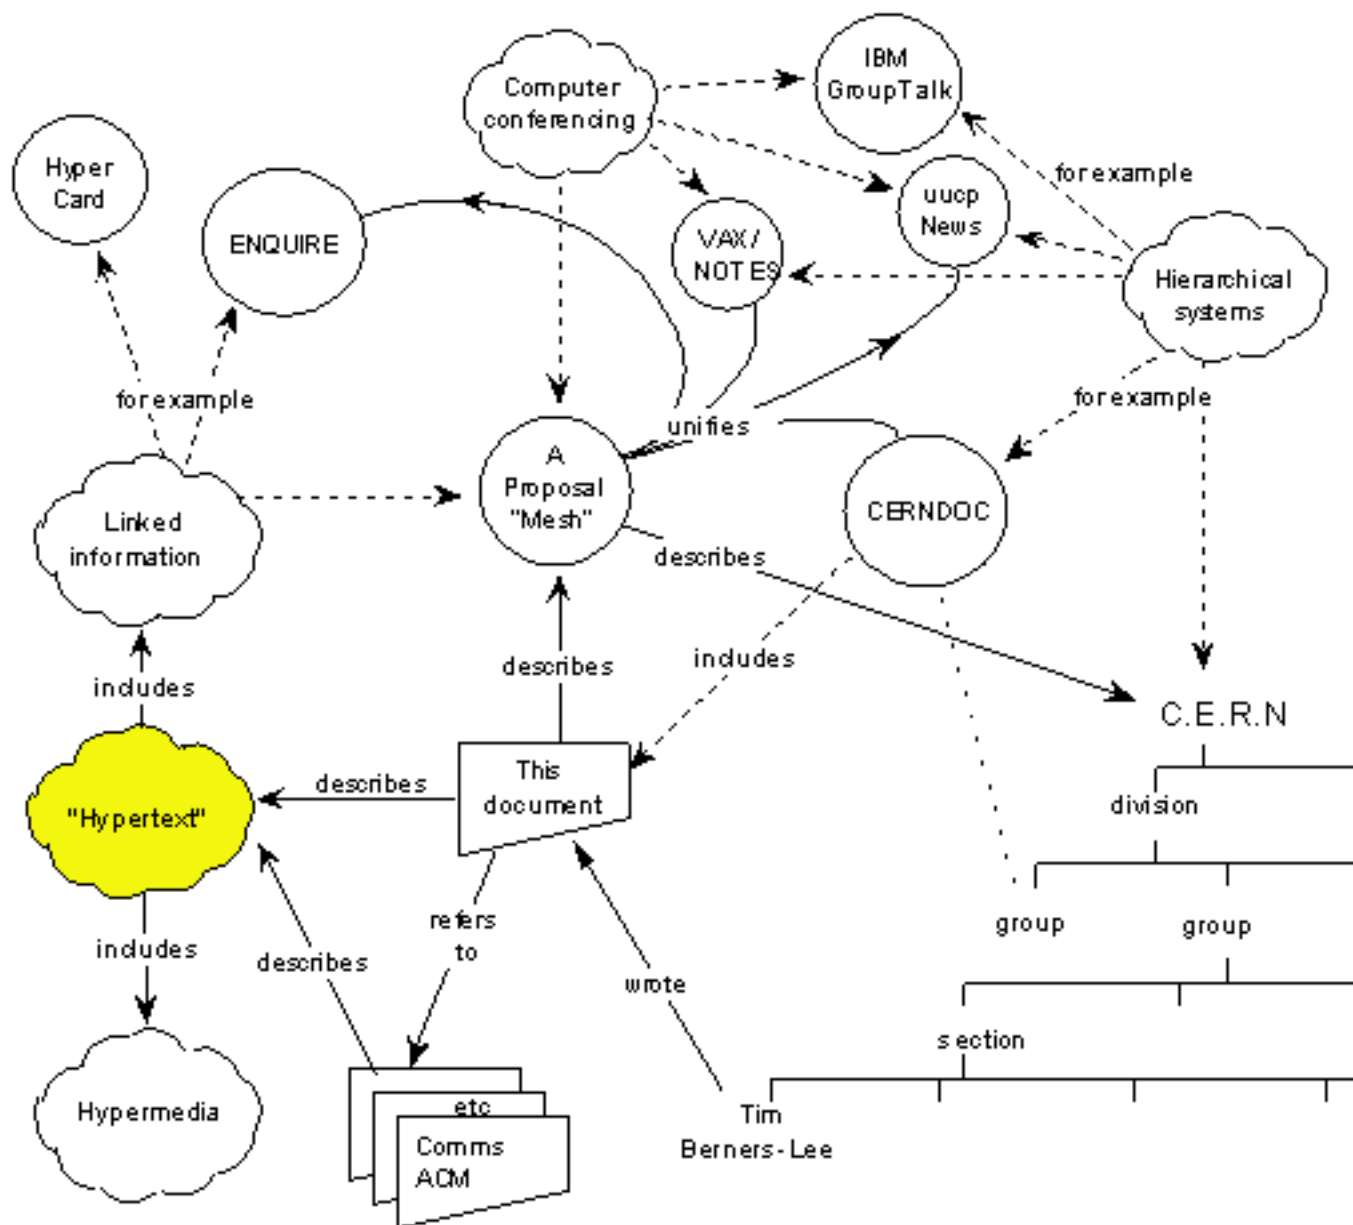 IBM
GroupTalk
Computer
conferencing
Hyper
Card
for example
uucp
News
ENQUIRE
VAX/
NOTES
Hierarchical
systems
for example
for example
unifies
A
Proposal
"Mesh"
CERNDOC
Linked
information
describes
describes
includes
includes
C.E.R.N
This
document
describes
"Hypertext"
division
refers
to
group
group
includes
describes
wrote
section
etc
Comms
ACM
Hypermedia
Tim
Berners-Lee